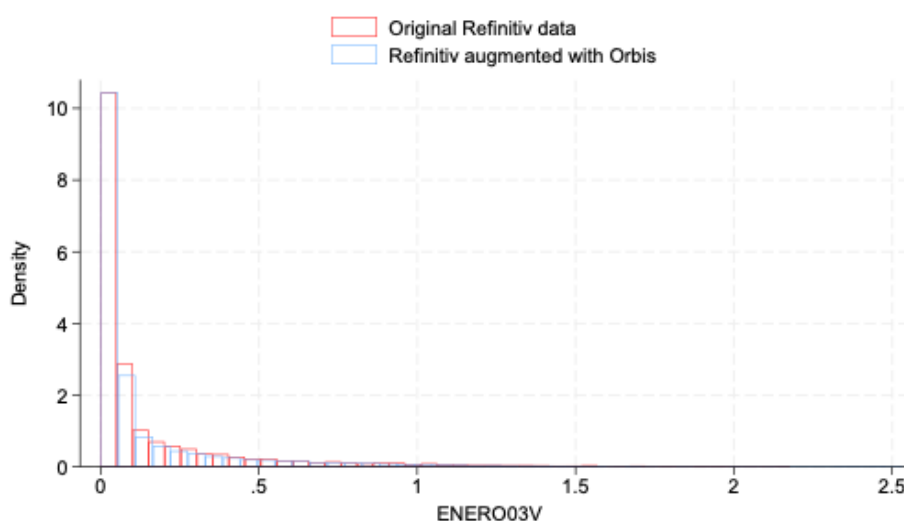 Original Refinitiv data
Refinitiv augmented with Orbis
10
8
6
4
2
0
Density
0 .5 1 1.5 2 2.5
ENERO03V